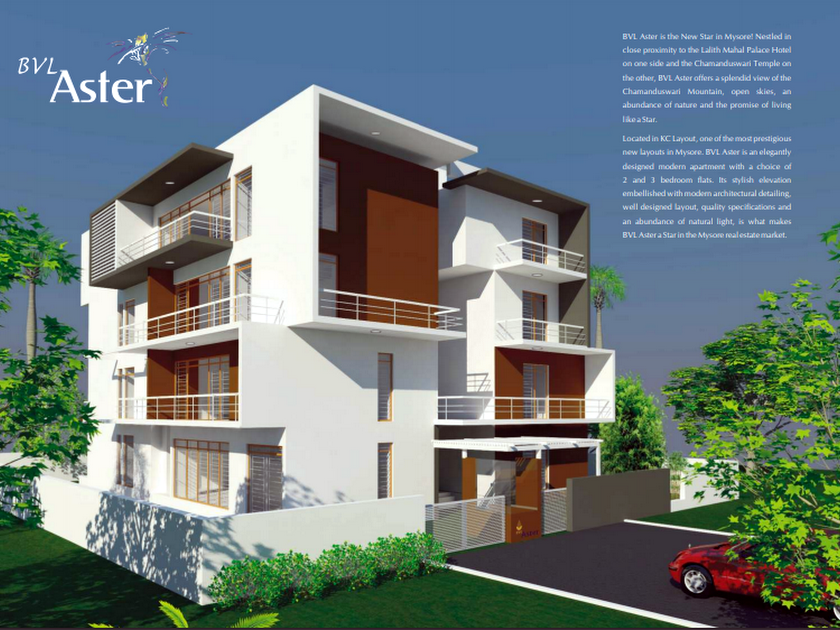 BVL
Aster
BVL Aster is the New Star in Mysore! Nestled in
close proximity to the Lalith Mahal Palace Hotel
on one side and the Chamanduswari Temple on
the other, BVL Aster offers a splendid view of the
Chamanduswari Mountain, open skies, an
abundance of nature and the promise of living
like a Star.
Located in KC Layout, one of the most prestigious
new layouts in Mysore. BVL Aster is an elegantly
designed modern apartment with a choice of
2 and 3 bedroom flats. Its stylish elevation
embellished with modern architectural detailing,
well designed layout, quality specifications and
an abundance of natural light, is what makes
BVL Aster a Star in the Mysore real estate market.
Aster